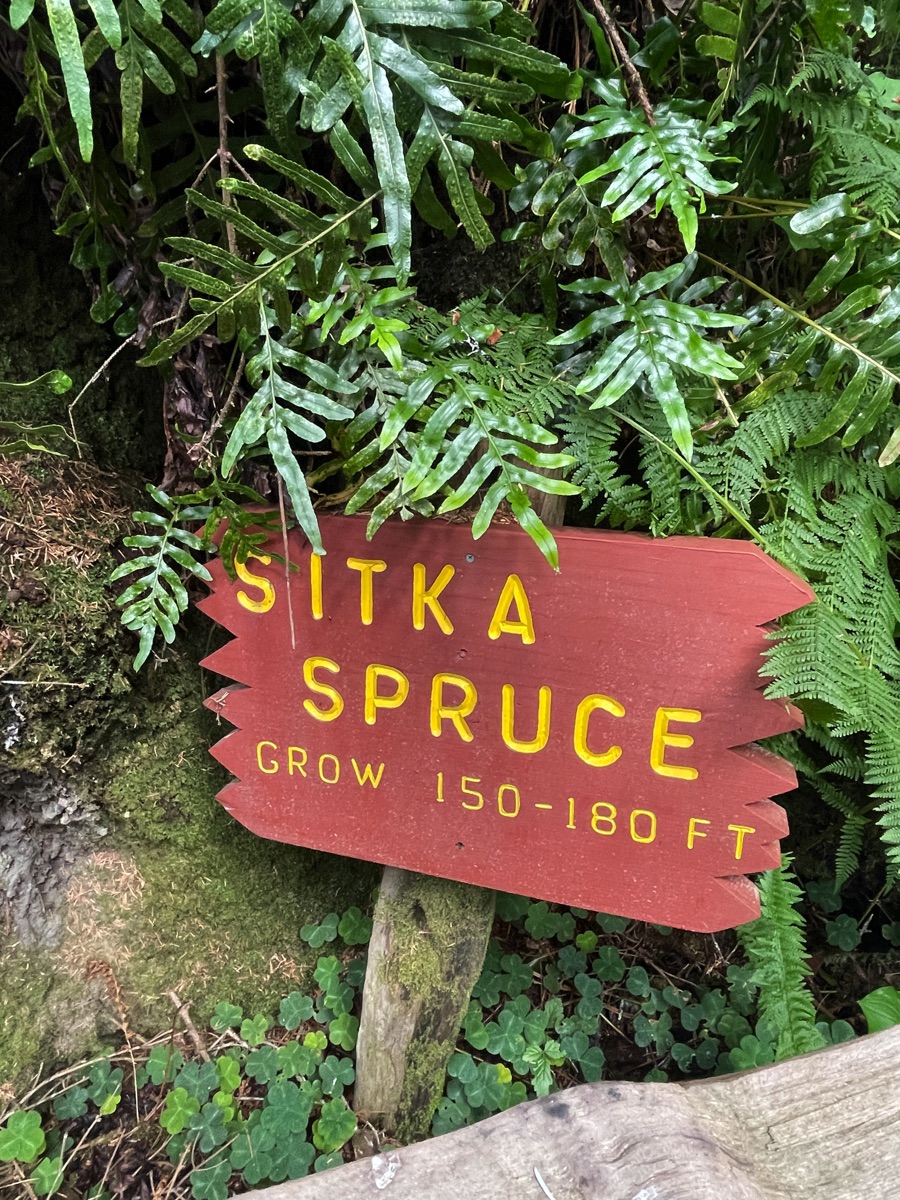 SITKA
SPRUCE
GROW 150-180 FT